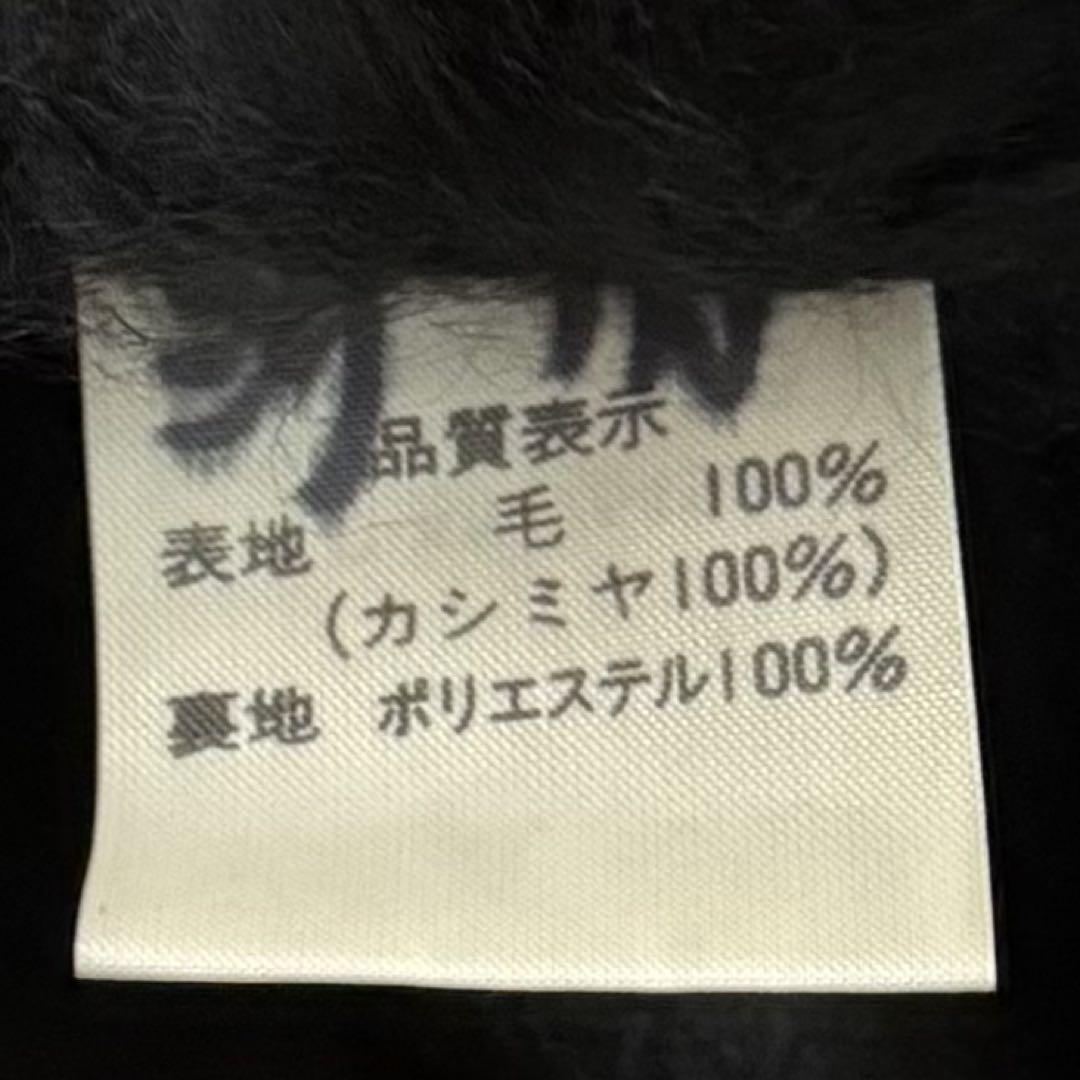 品質表示
表地 毛 100%
(カシミヤ100%)
裏地 ポリエステル100%